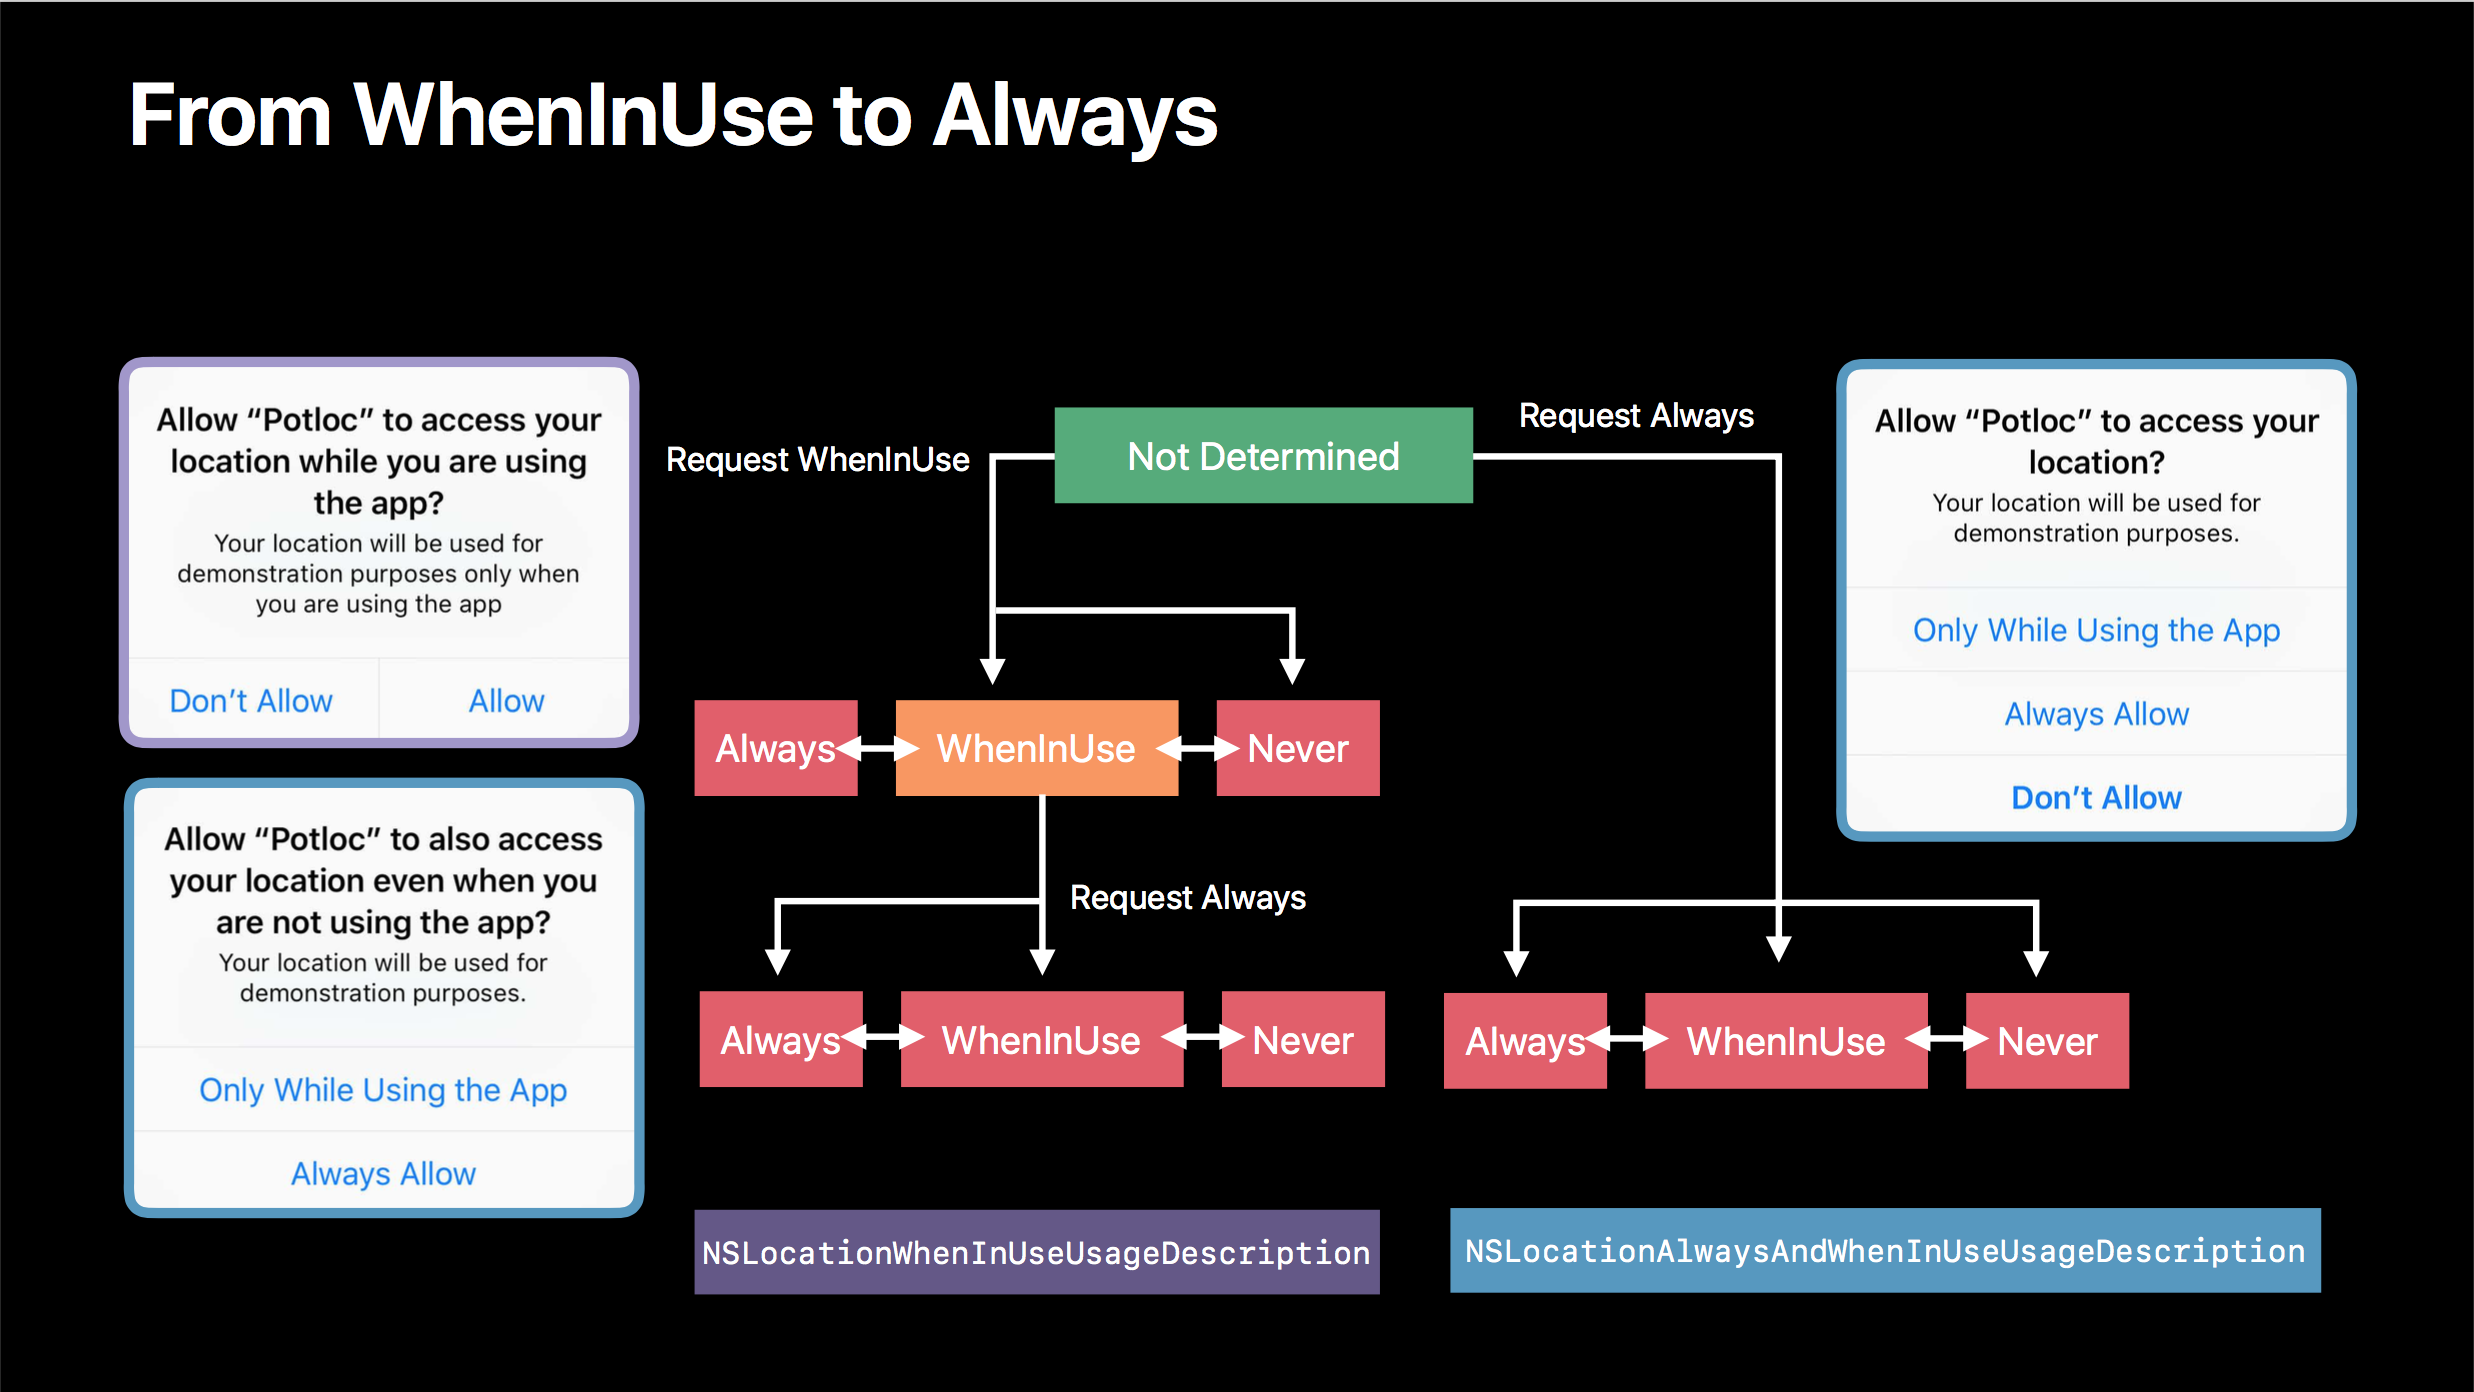 From WhenInUse to Always
Allow “Potloc” to access your
location while you are using
the app?
Your location will be used for
demonstration purposes only when
you are using the app
Don’t Allow
Allow
Allow “Potloc” to also access
your location even when you
are not using the app?
Your location will be used for
demonstration purposes.
Only While Using the App
Always Allow
Request WhenInUse
Not Determined
Request Always
Always
WhenInUse
Never
Request Always
Always
WhenInUse
Never
Always
WhenInUse
Never
Allow “Potloc” to access your
location?
Your location will be used for
demonstration purposes.
Only While Using the App
Always Allow
Don’t Allow
NSLocationWhenInUseUsageDescription
NSLocationAlwaysAndWhenInUseUsageDescription